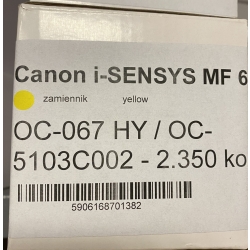 Canon i-SENSYS MF 6
zamiennik yellow
OC-067 HY / OC-
5103C002 - 2.350 ko
5906168701382